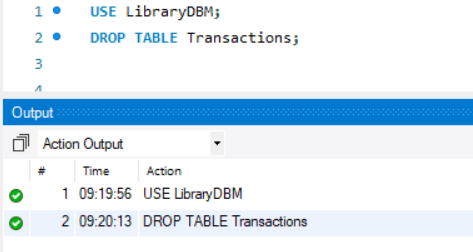 1 USE LibraryDBM;
2 DROP TABLE Transactions;
3
4
Output
Action Output
# Time Action
1 09:19:56 USE LibraryDBM
2 09:20:13 DROP TABLE Transactions